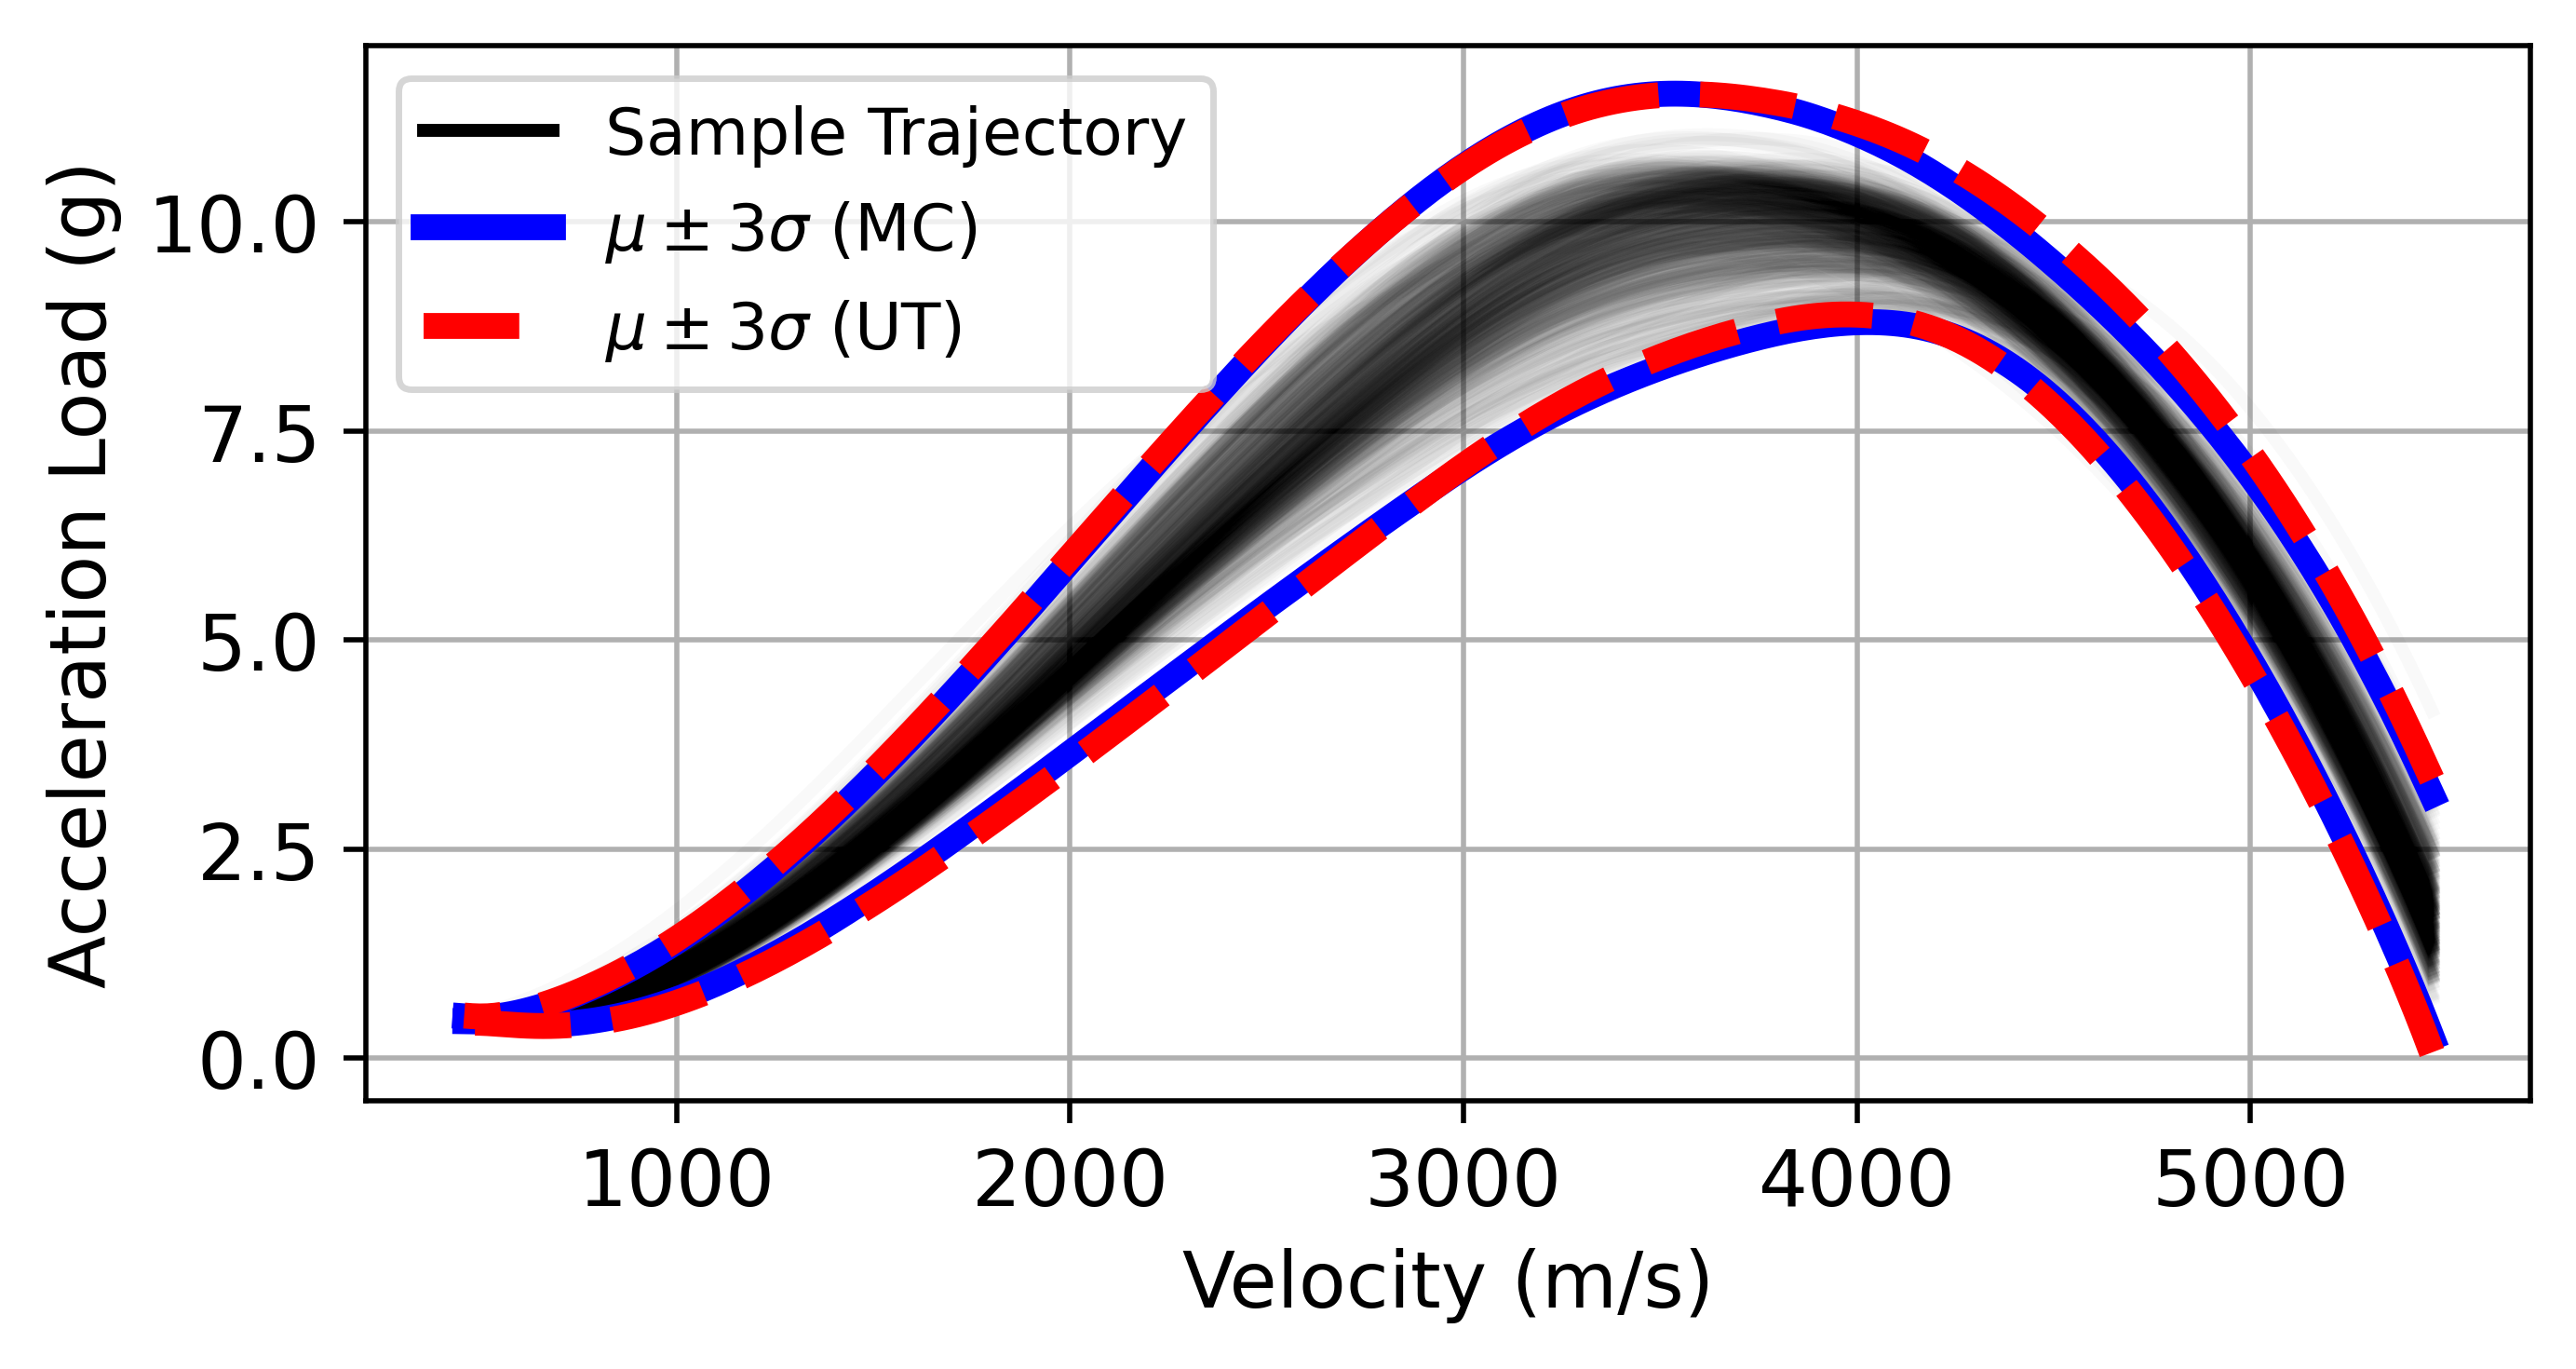 Sample Trajectory
μ ± 3σ (MC)
μ ± 3σ (UT)
Acceleration Load (g)
10.0
7.5
5.0
2.5
0.0
1000 2000 3000 4000 5000
Velocity (m/s)